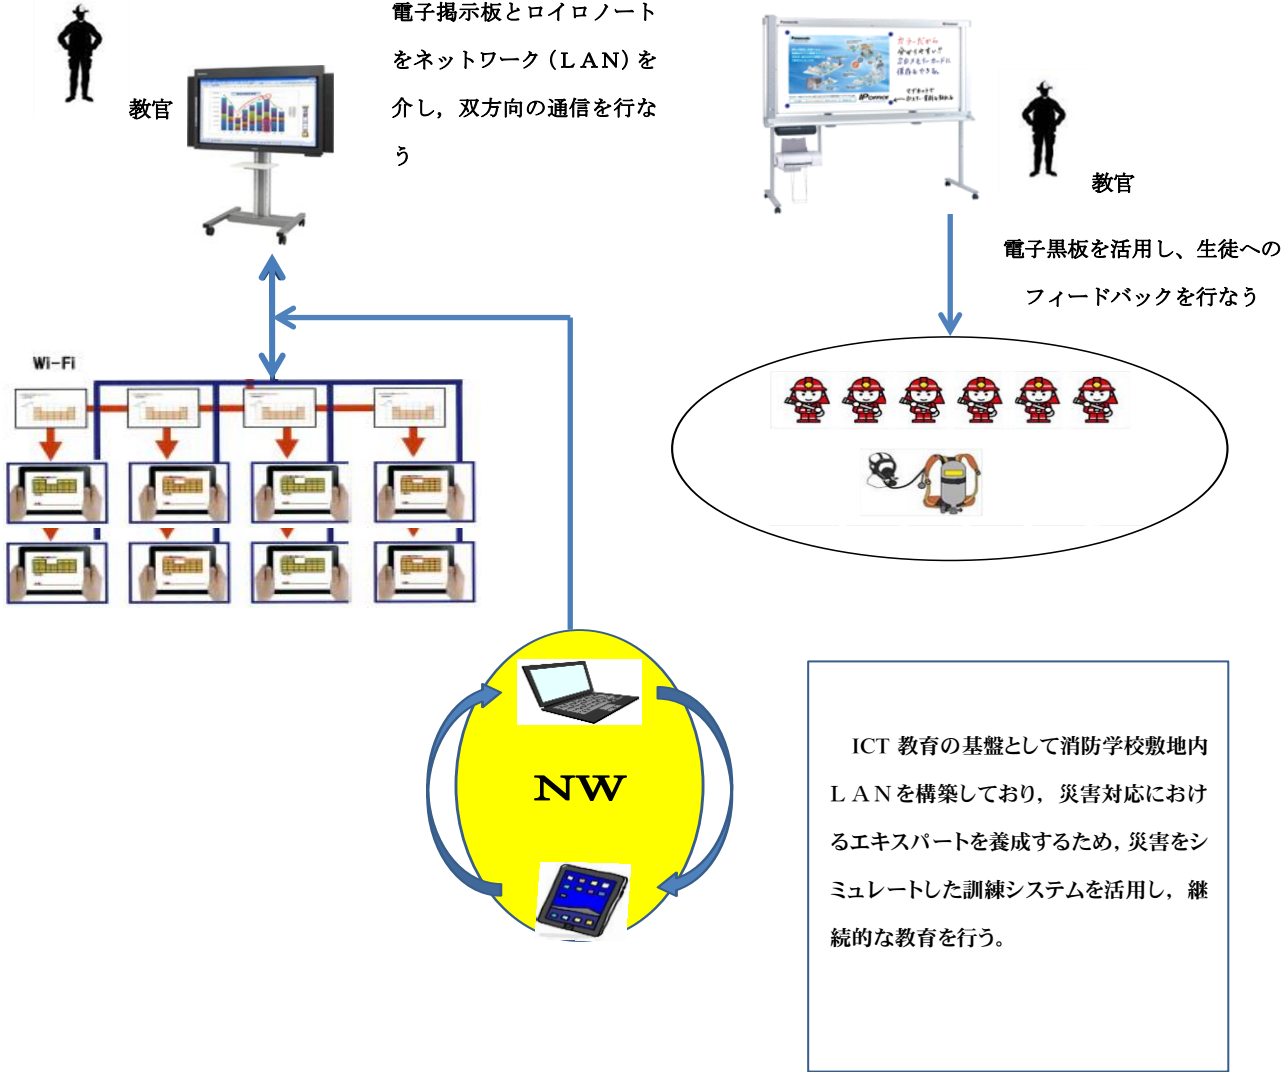 電子掲示板とロイロノート
をネットワーク（ＬＡＮ）を
介し，双方向の通信を行な
う
教官
教官
電子黒板を活用し、生徒への
フィードバックを行なう
Wi-Fi
NW
ICT 教育の基盤として消防学校敷地内
ＬＡＮを構築しており，災害対応におけ
るエキスパートを養成するため，災害をシ
ミュレートした訓練システムを活用し，継
続的な教育を行う。